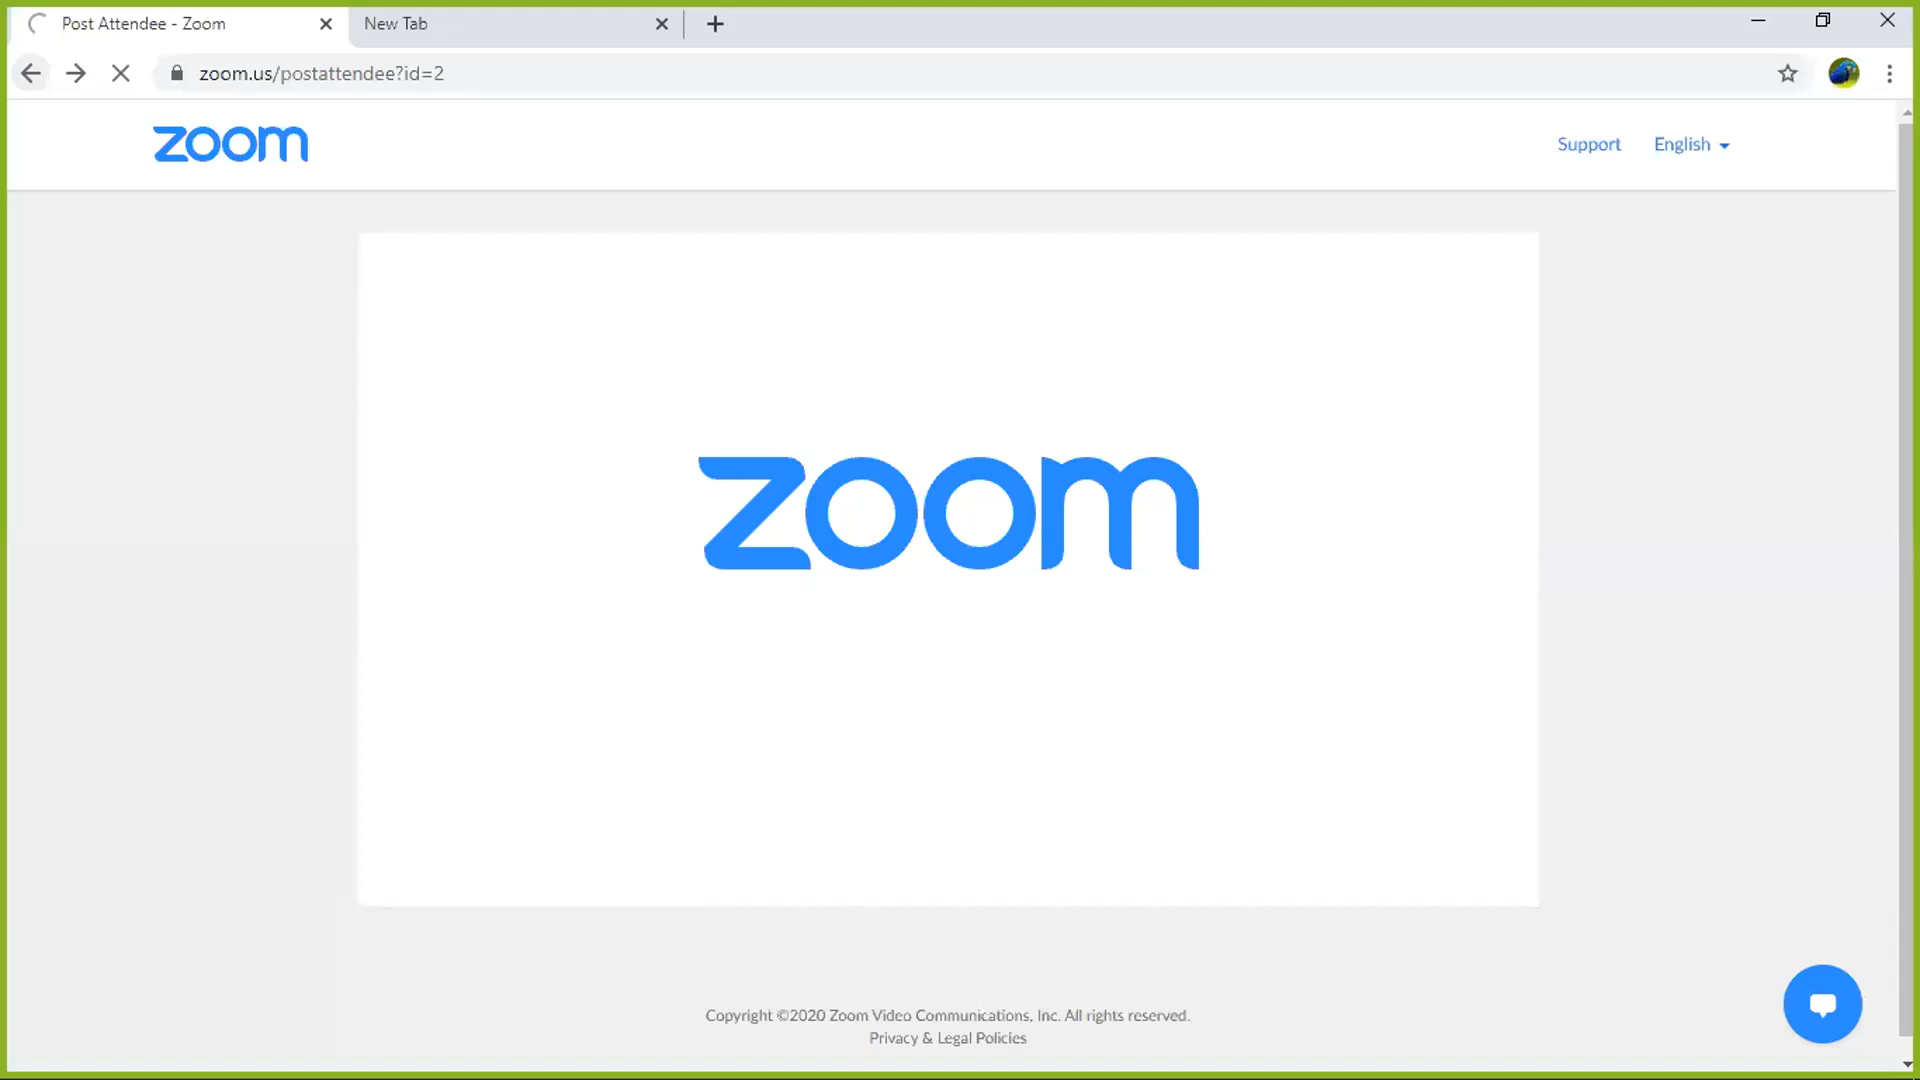 Post Attendee - Zoom
New Tab
zoom.us/postattendee?id=2
zoom
Support
English
zoom
Copyright ©2020 Zoom Video Communications, Inc. All rights reserved.
Privacy & Legal Policies